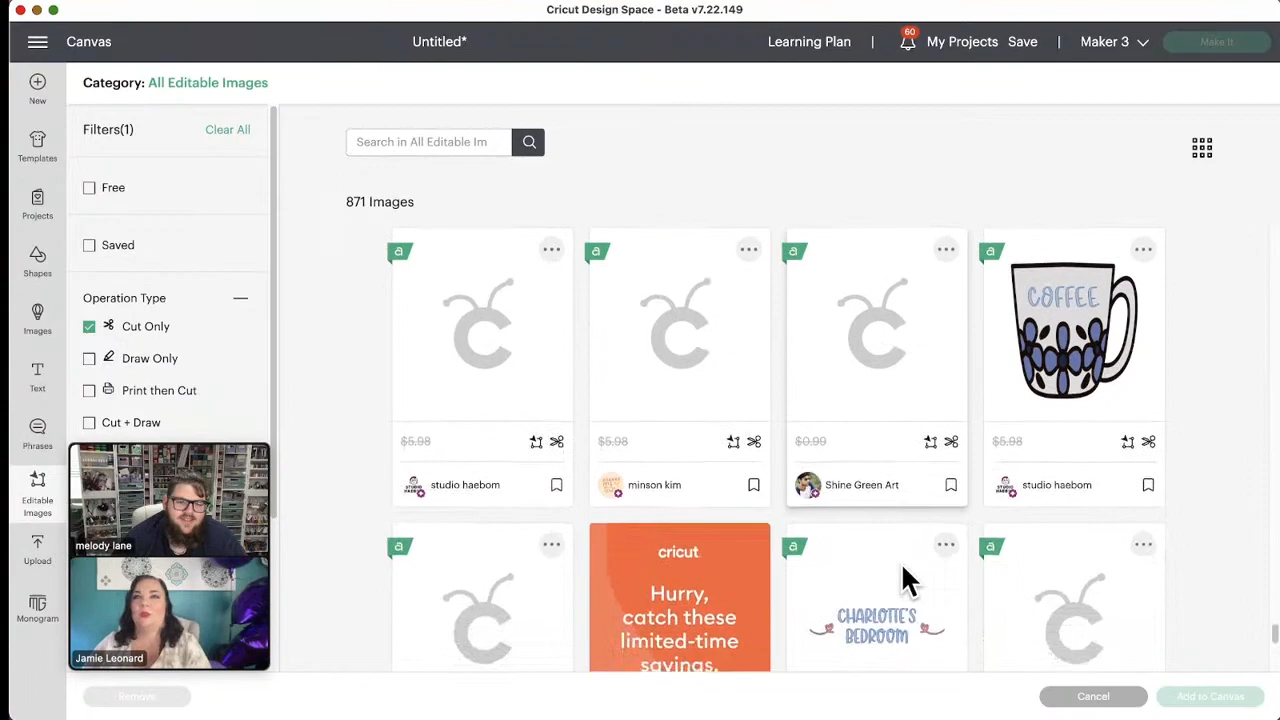 Cricut Design Space - Beta v7.22.149
Canvas
Untitled*
Learning Plan
60
My Projects
Save
Maker 3
Make It
New
Templates
Projects
Shapes
Images
Text
Phrases
Editable
Images
Upload
Monogram
Category: All Editable Images
Filters(1)
Clear All
Free
Saved
Operation Type
Cut Only
Draw Only
Print then Cut
Cut + Draw
melody lane
Jamie Leonard
Search in All Editable Im
871 Images
a
a
a
a
COFFEE
$5.98
$5.98
$0.99
$5.98
studio haebom
minson kim
Shine Green Art
studio haebom
a
cricut
Hurry,
catch these
limited-time
savings.
a
CHARLOTTE'S
BEDROOM
a
Remove
Cancel
Add to Canvas